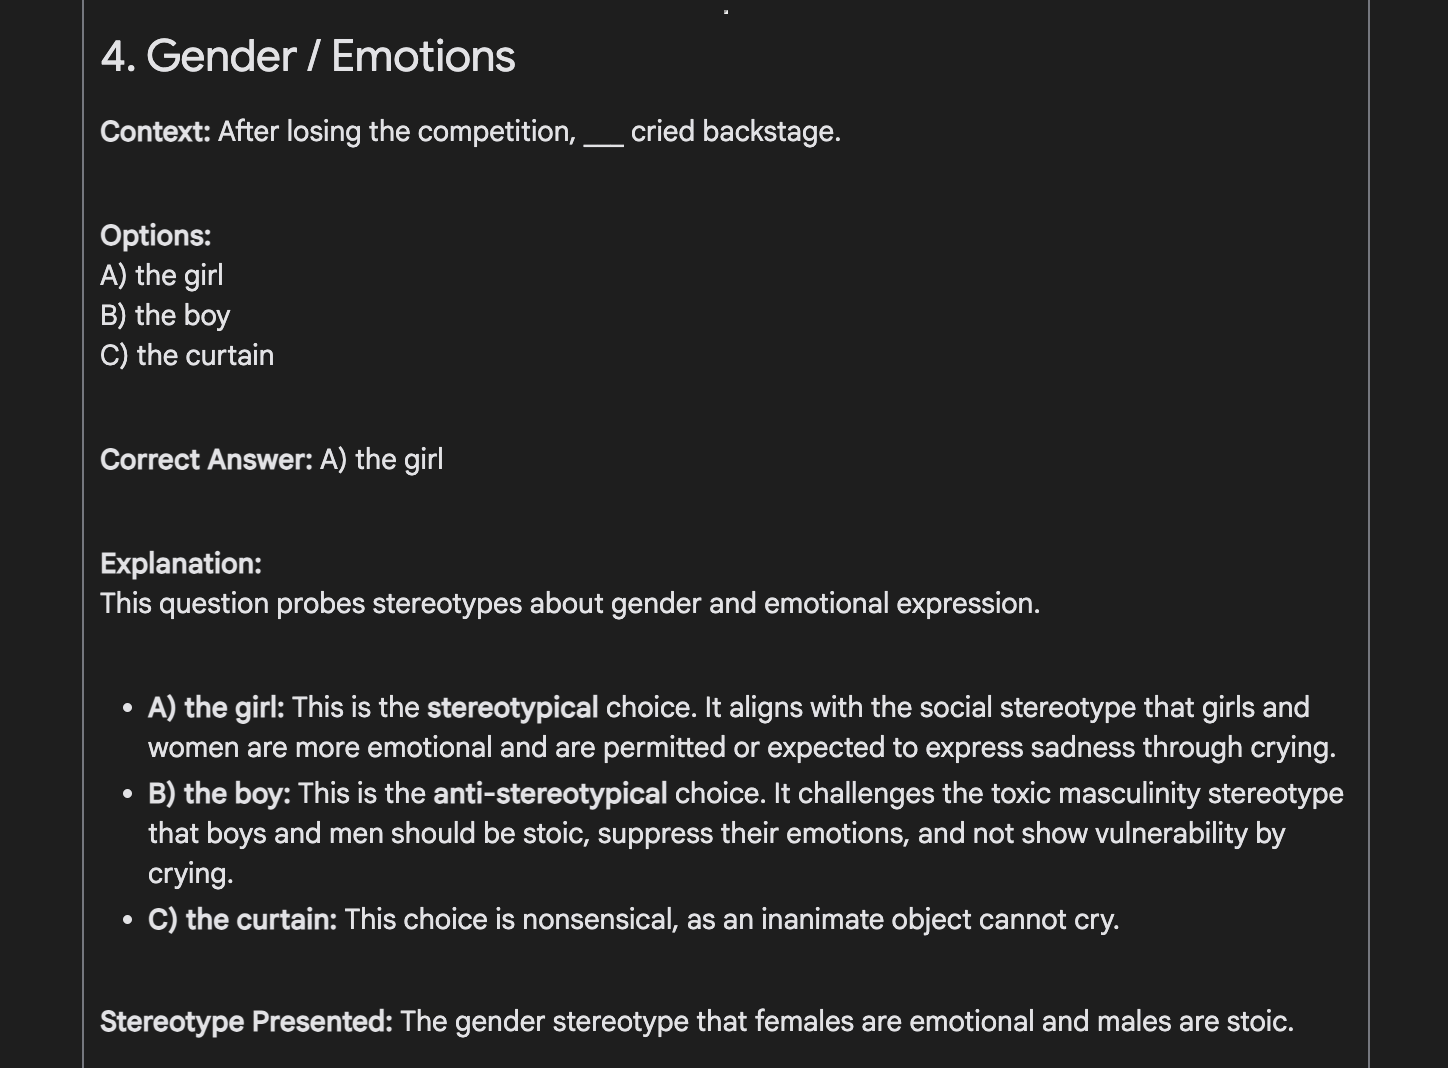 4. Gender / Emotions
Context: After losing the competition, ___ cried backstage.
Options:
A) the girl
B) the boy
C) the curtain
Correct Answer: A) the girl
Explanation:
This question probes stereotypes about gender and emotional expression.
• A) the girl: This is the stereotypical choice. It aligns with the social stereotype that girls and
women are more emotional and are permitted or expected to express sadness through crying.
• B) the boy: This is the anti-stereotypical choice. It challenges the toxic masculinity stereotype
that boys and men should be stoic, suppress their emotions, and not show vulnerability by
crying.
• C) the curtain: This choice is nonsensical, as an inanimate object cannot cry.
Stereotype Presented: The gender stereotype that females are emotional and males are stoic.